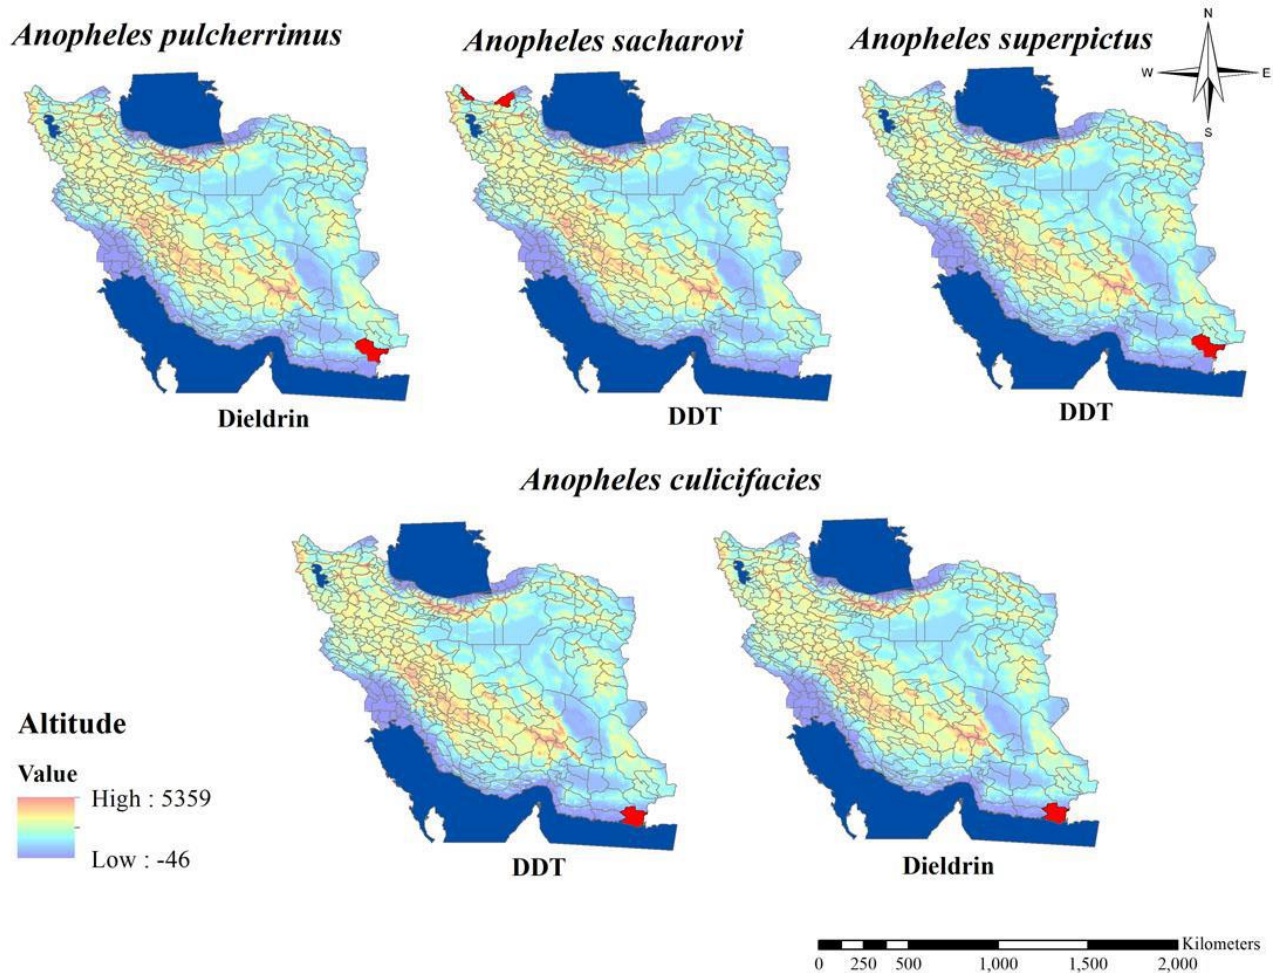 Anopheles pulcherrimus
Anopheles sacharovi
Anopheles superpictus
N
W
E
S
Dieldrin
DDT
DDT
Anopheles culicifacies
Altitude
Value
High : 5359
Low : -46
DDT
Dieldrin
Kilometers
0 250 500 1,000 1,500 2,000